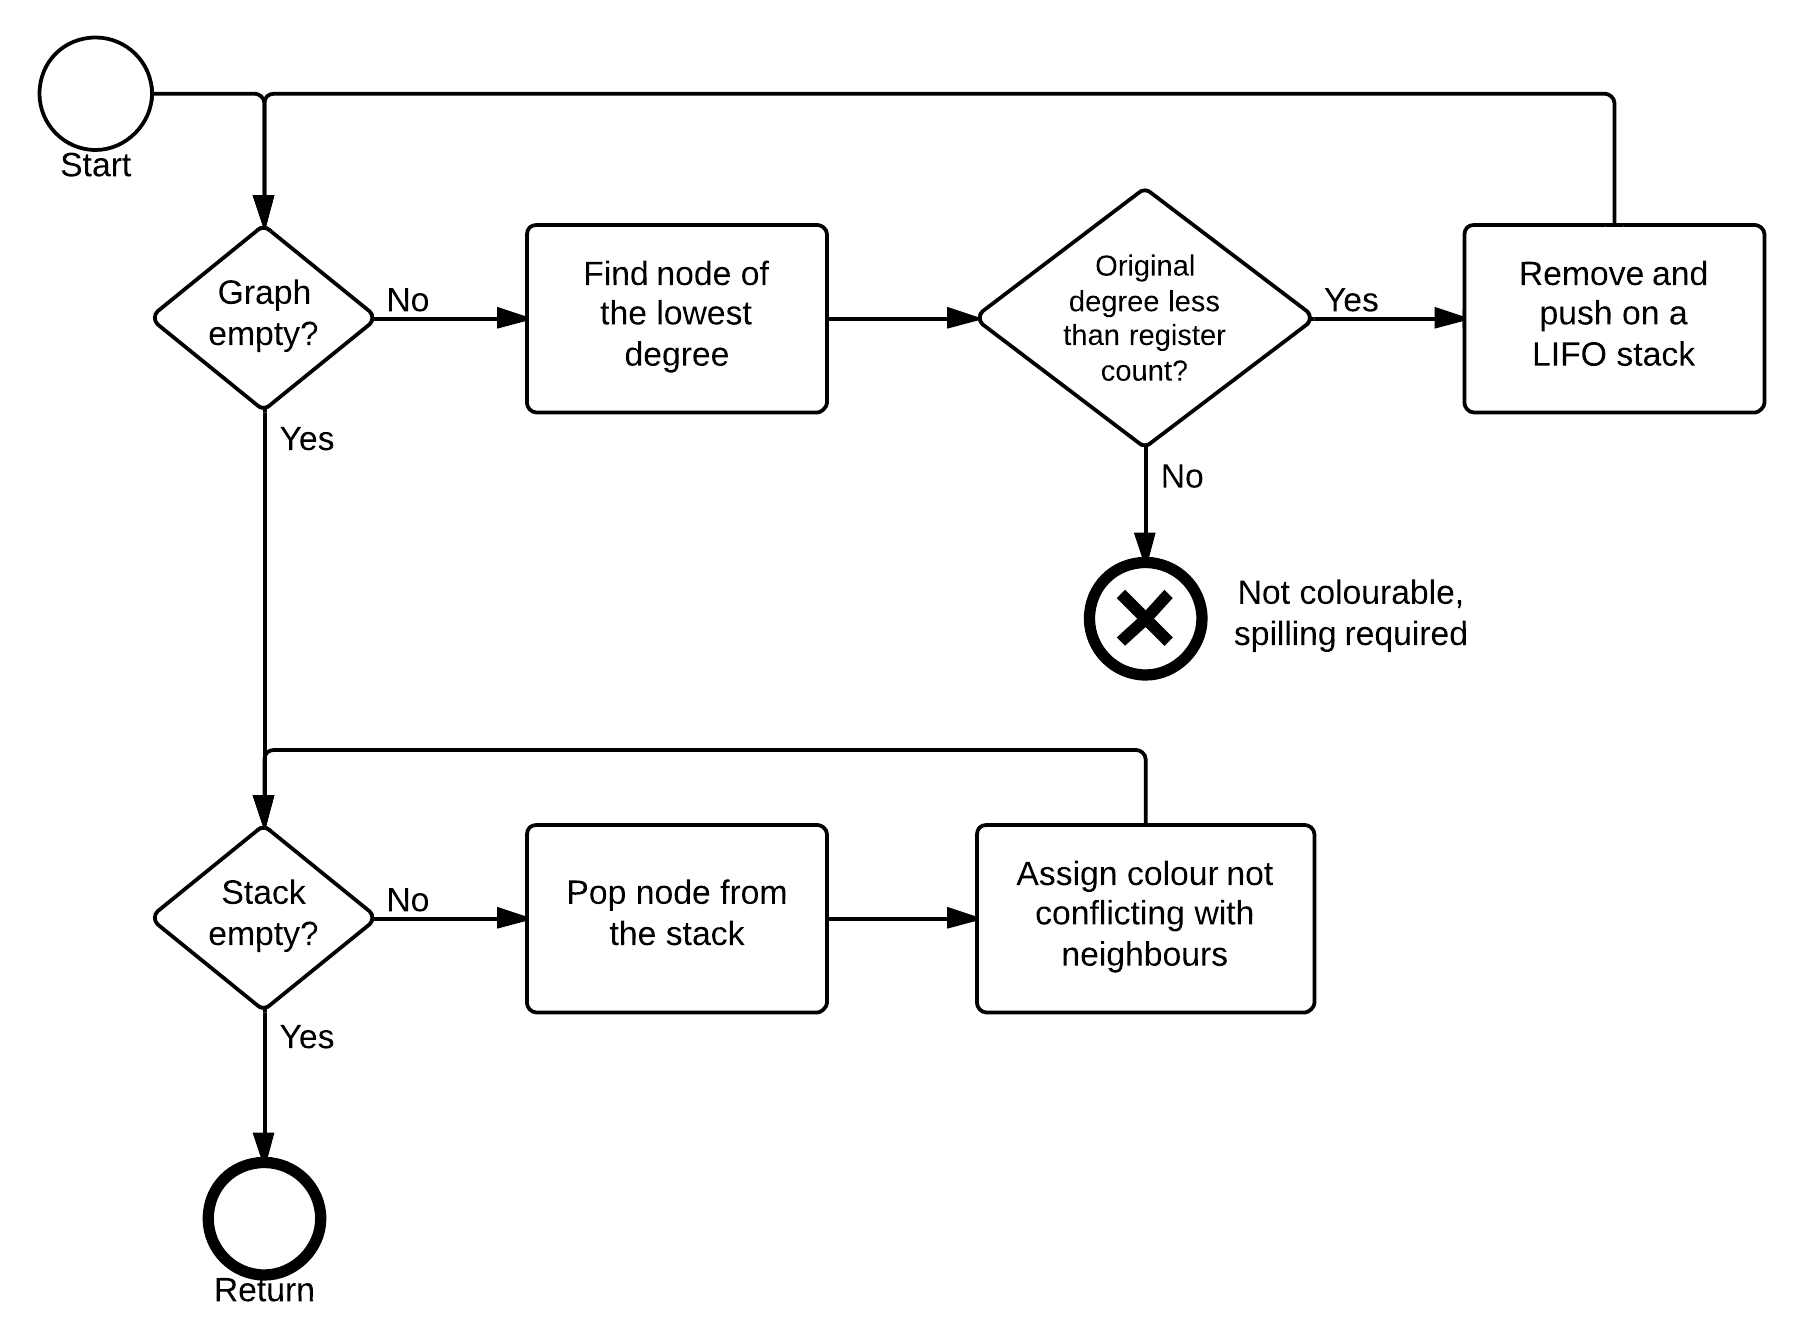 Start
Graph
empty?
No
Find node of
the lowest
degree
Original
degree less
than register
count?
Yes
Remove and
push on a
LIFO stack
Yes
No
Not colourable,
spilling required
Stack
empty?
No
Pop node from
the stack
Assign colour not
conflicting with
neighbours
Yes
Return